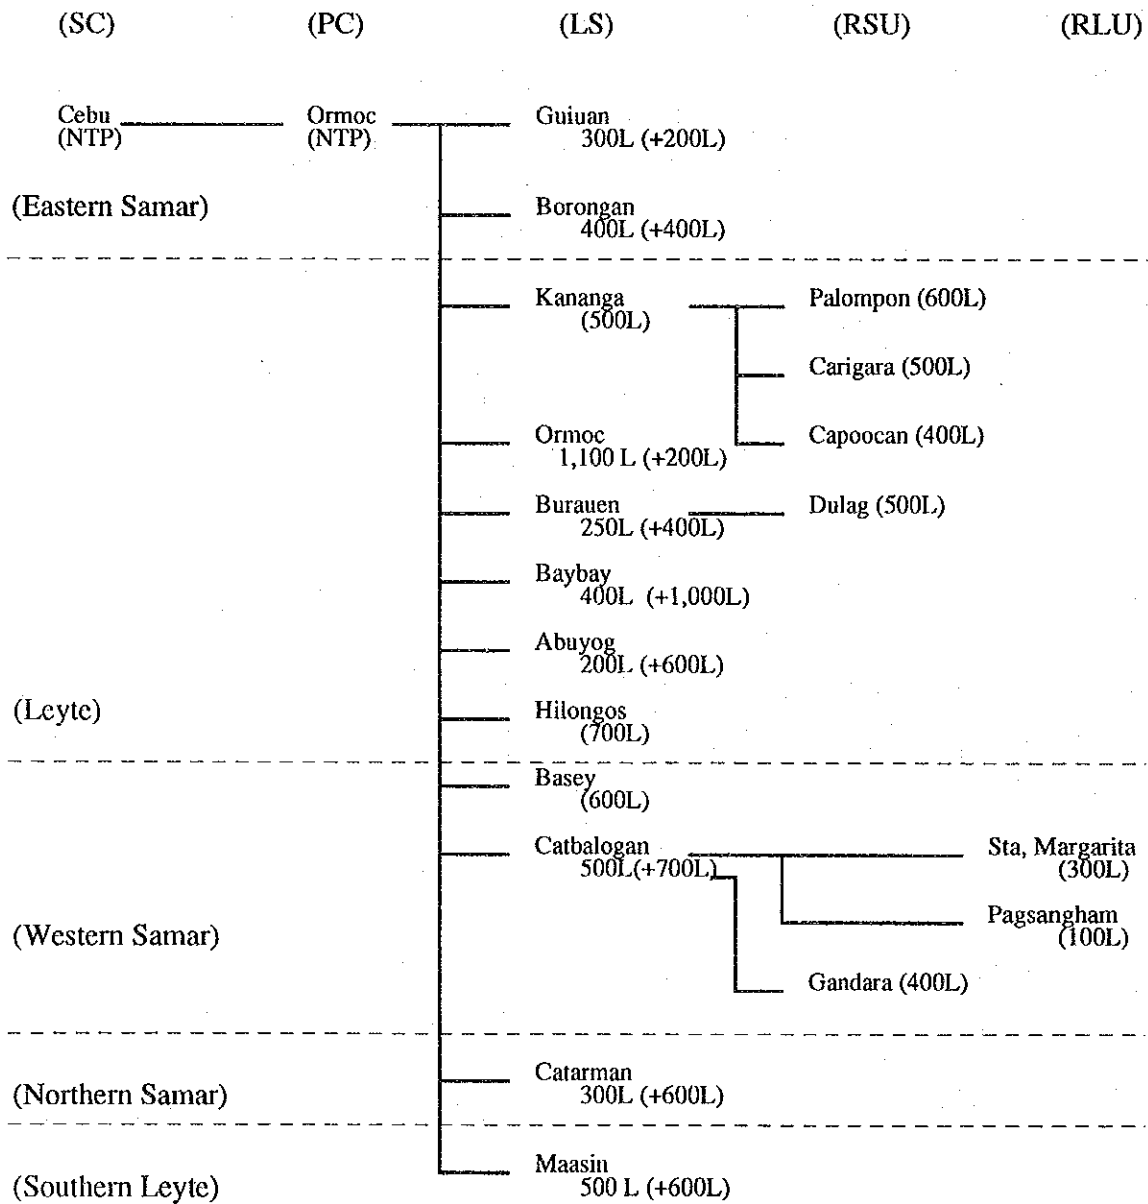 (SC) (PC) (LS) (RSU) (RLU)
Cebu Ormoc Guiuan
(NTP) (NTP) 300L (+200L)
(Eastern Samar) Borongan
400L (+400L)
Kananga Palompon (600L)
(500L)
Carigara (500L)
Ormoc Capoocan (400L)
1,100 L (+200L)
Burauen Dulag (500L)
250L (+400L)
Baybay
400L (+1,000L)
Abuyog
200L (+600L)
(Leyte) Hilongos
(700L)
Basey
(600L)
Catbalogan Sta, Margarita
500L(+700L) (300L)
(Western Samar) Pagsangham
(100L)
Gandara (400L)
Catarman
(Northern Samar) 300L (+600L)
Maasin
(Southern Leyte) 500 L (+600L)